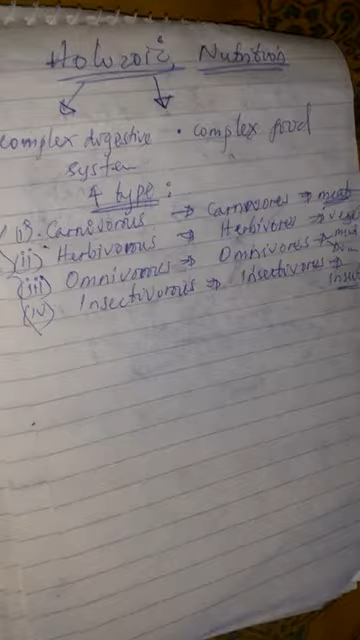 Holozoic Nutrition
complex digestive • complex food
system
4 type:
(i). Carnivorous → Carnivores → meat
(ii) Herbivorous → Herbivores →
(iii) Omnivorous → Omnivores →
(iv) Insectivorous → Insectivores →